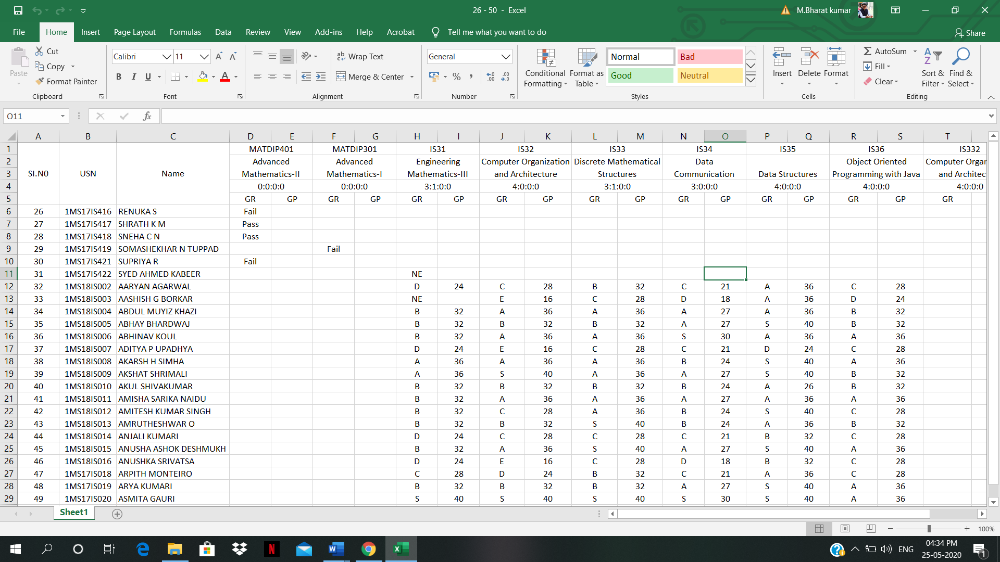 26 - 50 - Excel
M.Bharat kumar
File Home Insert Page Layout Formulas Data Review View Add-ins Help Acrobat Tell me what you want to do Share
Cut
Copy
Format Painter
Paste
Clipboard
Calibri 11
B I U
Font
Wrap Text
Merge & Center
Alignment
General
% ,
Number
Conditional Formatting
Format as Table
Normal Bad
Good Neutral
Styles
Insert Delete Format
Cells
AutoSum
Fill
Clear
Sort & Filter
Find & Select
Editing
O11 fx
A B C D E F G H I J K L M N O P Q R S T
1 MATDIP401 MATDIP301 IS31 IS32 IS33 IS34 IS35 IS36 IS332
2 Advanced Advanced Engineering Computer Organization Discrete Mathematical Data Object Oriented Computer Organ
3 SI.N0 USN Name Mathematics-II Mathematics-I Mathematics-III and Architecture Structures Communication Data Structures Programming with Java and Architec
4 0:0:0:0 0:0:0:0 3:1:0:0 4:0:0:0 3:1:0:0 3:0:0:0 4:0:0:0 4:0:0:0 4:0:0:0
5 GR GP GR GP GR GP GR GP GR GP GR GP GR GP GR GP GR
6 26 1MS17IS416 RENUKA S Fail
7 27 1MS17IS417 SHRATH K M Pass
8 28 1MS17IS418 SNEHA C N Pass
9 29 1MS17IS419 SOMASHEKHAR N TUPPAD Fail
10 30 1MS17IS421 SUPRIYA R Fail
11 31 1MS17IS422 SYED AHMED KABEER NE
12 32 1MS18IS002 AARYAN AGARWAL D 24 C 28 B 32 C 21 A 36 C 28
13 33 1MS18IS003 AASHISH G BORKAR NE E 16 C 28 D 18 A 36 D 24
14 34 1MS18IS004 ABDUL MUYIZ KHAZI B 32 A 36 A 36 A 27 A 36 B 32
15 35 1MS18IS005 ABHAY BHARDWAJ B 32 B 32 B 32 A 27 S 40 B 32
16 36 1MS18IS006 ABHINAV KOUL B 32 A 36 A 36 S 30 A 36 A 36
17 37 1MS18IS007 ADITYA P UPADHYA D 24 E 16 C 28 C 21 D 24 C 28
18 38 1MS18IS008 AKARSH H SIMHA A 36 A 36 A 36 B 24 S 40 A 36
19 39 1MS18IS009 AKSHAT SHRIMALI A 36 S 40 A 36 A 27 S 40 B 32
20 40 1MS18IS010 AKUL SHIVAKUMAR B 32 B 32 B 32 B 24 A 26 B 32
21 41 1MS18IS011 AMISHA SARIKA NAIDU B 32 A 36 A 36 A 27 A 36 A 36
22 42 1MS18IS012 AMITESH KUMAR SINGH B 32 C 28 A 36 B 24 S 40 C 28
23 43 1MS18IS013 AMRUTHESHWAR O B 32 B 32 S 40 B 24 A 36 B 32
24 44 1MS18IS014 ANJALI KUMARI D 24 C 28 C 28 C 21 B 32 C 28
25 45 1MS18IS015 ANUSHA ASHOK DESHMUKH B 32 A 36 S 40 A 27 S 40 A 36
26 46 1MS18IS016 ANUSHKA SRIVATSA D 24 E 16 C 28 D 18 B 32 C 28
27 47 1MS17IS018 ARPITH MONTEIRO C 28 D 24 B 32 C 21 A 36 C 28
28 48 1MS17IS019 ARYA KUMARI B 32 B 32 B 32 A 27 S 40 A 36
29 49 1MS17IS020 ASMITA GAURI S 40 S 40 S 40 S 30 S 40 A 36
Sheet1
100%
ENG 04:34 PM
25-05-2020 1